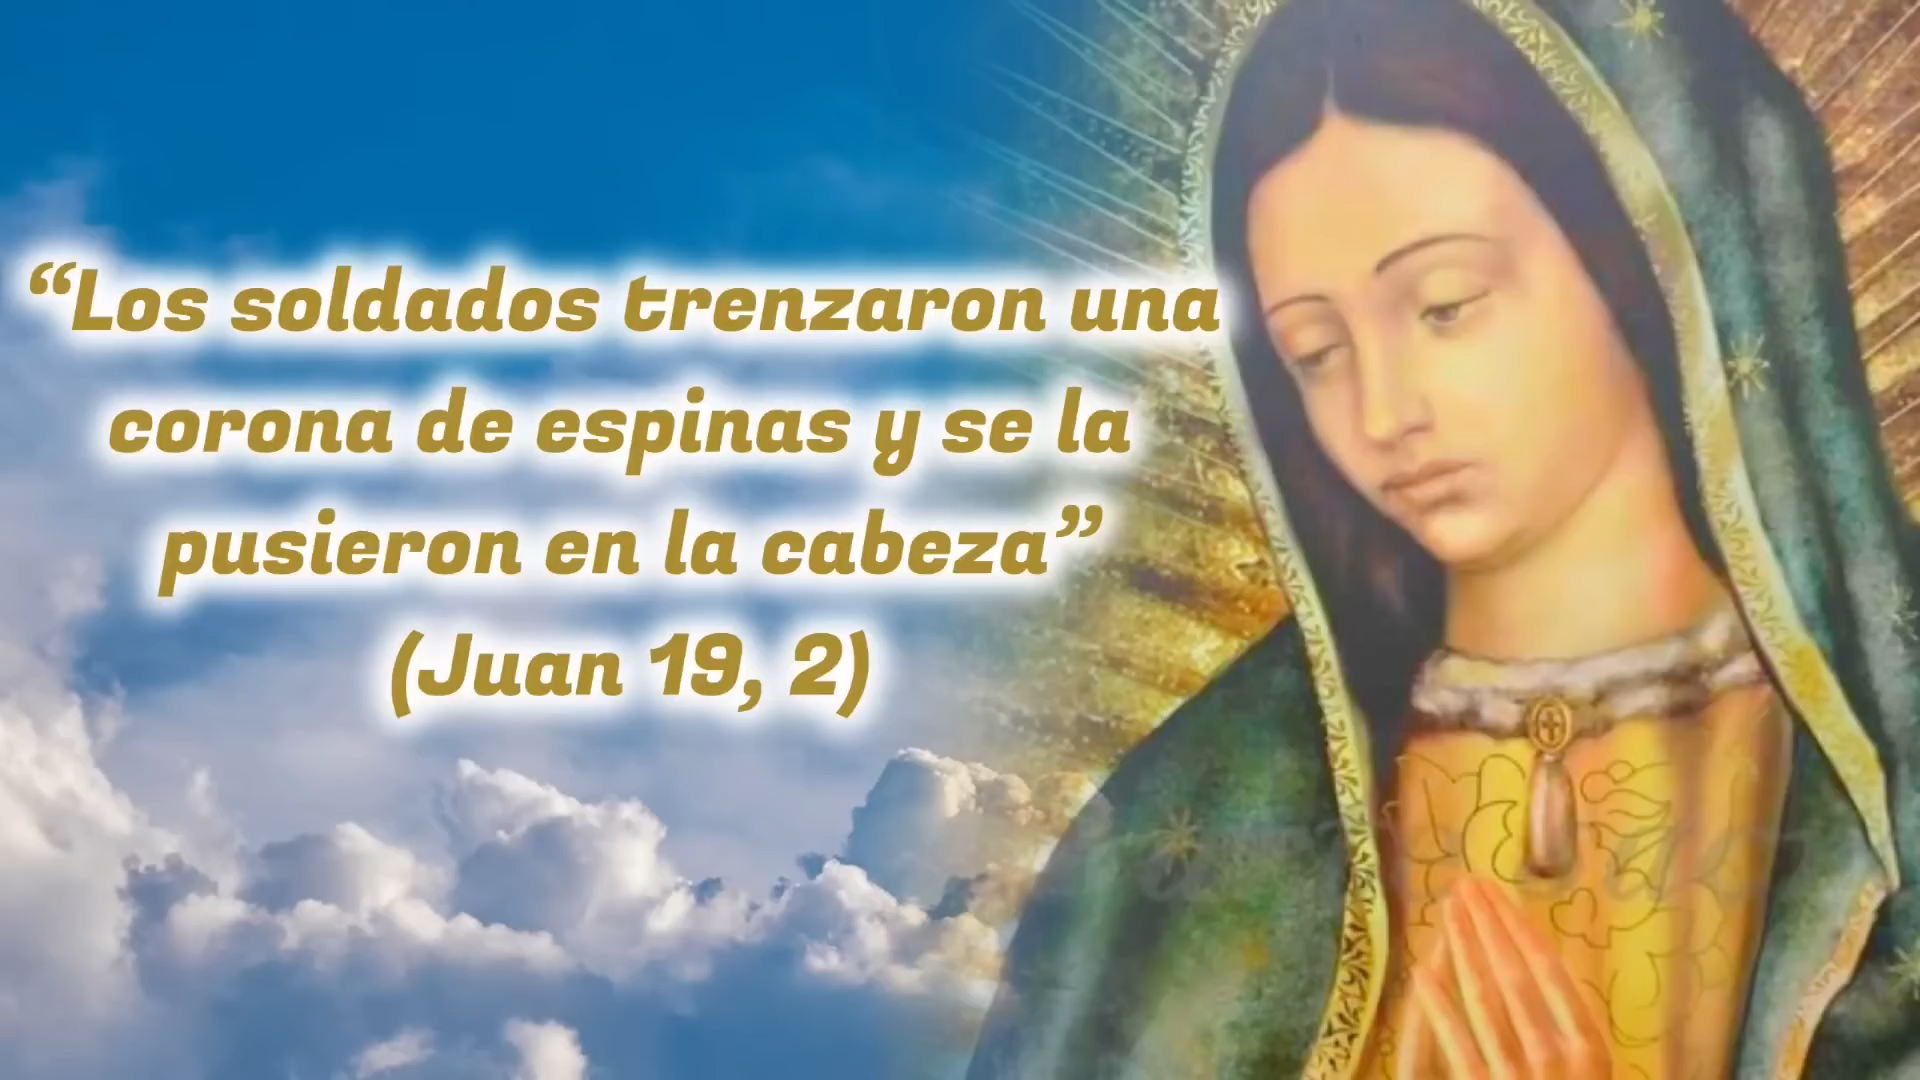 “Los soldados trenzaron una
corona de espinas y se la
pusieron en la cabeza”
(Juan 19, 2)